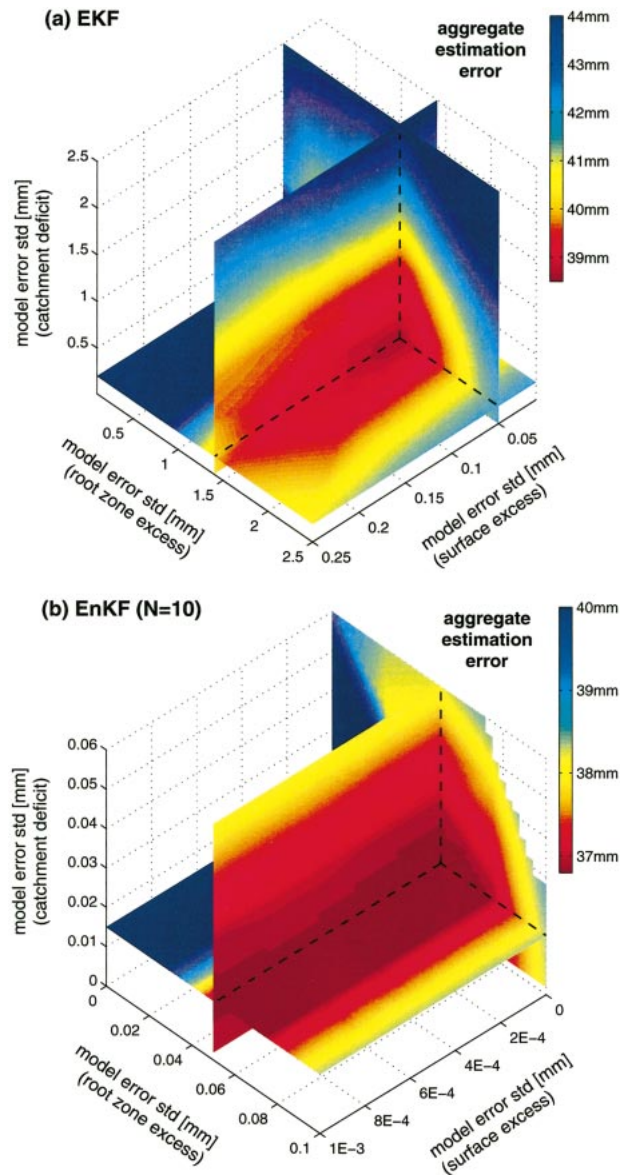 (a) EKF
aggregate
estimation
error
44mm
43mm
42mm
41mm
40mm
39mm
2.5
2
1.5
1
0.5
model error std [mm]
(catchment deficit)
0.5
1
1.5
2
2.5
model error std [mm]
(root zone excess)
0.05
0.1
0.15
0.2
0.25
model error std [mm]
(surface excess)
(b) EnKF (N=10)
aggregate
estimation
error
40mm
39mm
38mm
37mm
0.06
0.05
0.04
0.03
0.02
0.01
0
model error std [mm]
(catchment deficit)
0
0.02
0.04
0.06
0.08
0.1
model error std [mm]
(root zone excess)
0
2E-4
4E-4
6E-4
8E-4
1E-3
model error std [mm]
(surface excess)